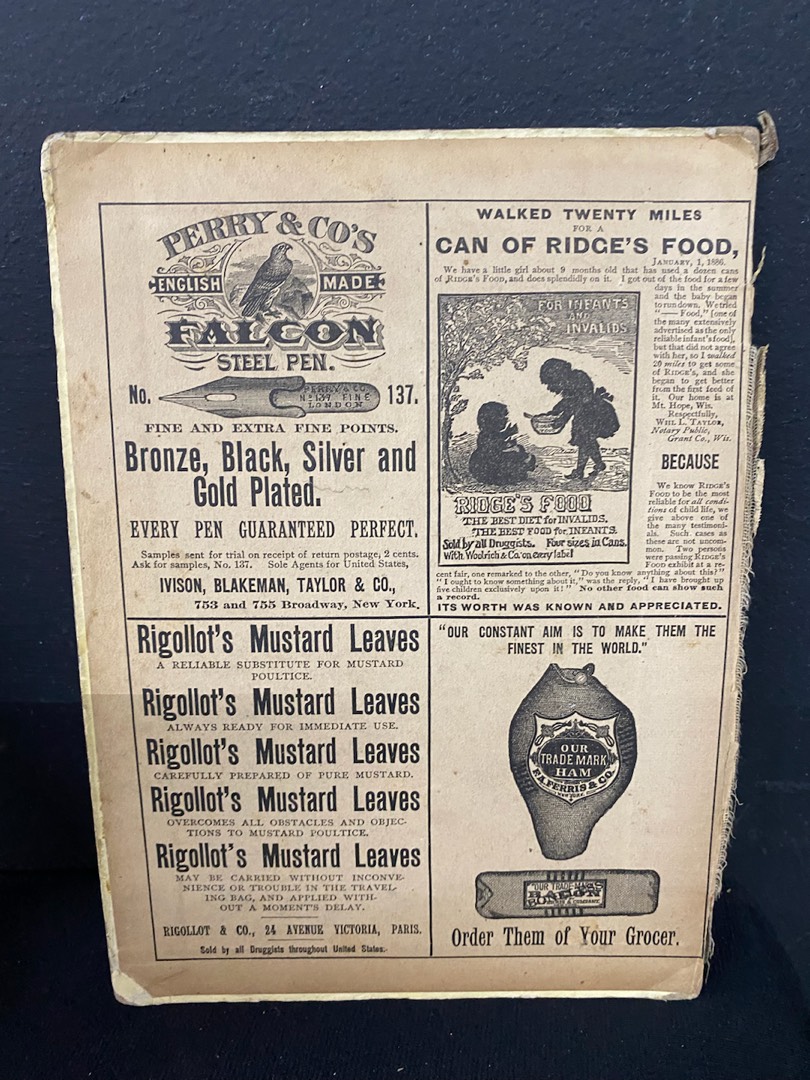 PERRY & CO'S
ENGLISH MADE
FALCON
STEEL PEN.
No. 137.
PERRY & CO
Nº 137 FINE
LONDON
FINE AND EXTRA FINE POINTS.
Bronze, Black, Silver and
Gold Plated.
EVERY PEN GUARANTEED PERFECT.
Samples sent for trial on receipt of return postage, 2 cents.
Ask for samples, No. 137. Sole Agents for United States,
IVISON, BLAKEMAN, TAYLOR & CO.,
753 and 755 Broadway, New York.
WALKED TWENTY MILES
FOR A
CAN OF RIDGE'S FOOD,
JANUARY, 1, 1886.
We have a little girl about 9 months old that has used a dozen cans
of RIDGE'S FOOD, and does splendidly on it. I got out of the food for a few
days in the summer
and the baby began
to run down. We tried
"—— Food," [one of
the many extensively
advertised as the only
reliable infant's food],
but that did not agree
with her, so I walked
20 miles to get some
of RIDGE'S, and she
began to get better
from the first feed of
it. Our home is at
Mt. Hope, Wis.
Respectfully,
WILL L. TAYLOR,
Notary Public,
Grant Co., Wis.
FOR INFANTS
AND
INVALIDS
RIDGE'S FOOD
THE BEST DIET for INVALIDS.
THE BEST FOOD for INFANTS.
Sold by all Druggists. Four sizes in Cans.
with Woolrich & Co. on every label
BECAUSE
We know RIDGE'S
FOOD to be the most
reliable for all condi-
tions of child life, we
give above one of
the many testimoni-
als. Such cases as
these are not uncom-
mon. Two persons
were passing RIDGE'S
FOOD exhibit at a re-
cent fair, one remarked to the other, "Do you know anything about this?"
"I ought to know something about it," was the reply, "I have brought up
five children exclusively upon it!" No other food can show such
a record.
ITS WORTH WAS KNOWN AND APPRECIATED.
Rigollot's Mustard Leaves
A RELIABLE SUBSTITUTE FOR MUSTARD
POULTICE.
Rigollot's Mustard Leaves
ALWAYS READY FOR IMMEDIATE USE.
Rigollot's Mustard Leaves
CAREFULLY PREPARED OF PURE MUSTARD.
Rigollot's Mustard Leaves
OVERCOMES ALL OBSTACLES AND OBJEC-
TIONS TO MUSTARD POULTICE.
Rigollot's Mustard Leaves
MAY BE CARRIED WITHOUT INCONVE-
NIENCE OR TROUBLE IN THE TRAVEL-
ING BAG, AND APPLIED WITH-
OUT A MOMENT'S DELAY.
RIGOLLOT & CO., 24 AVENUE VICTORIA, PARIS.
Sold by all Druggists throughout United States.
"OUR CONSTANT AIM IS TO MAKE THEM THE
FINEST IN THE WORLD."
OUR
TRADE MARK
HAM
F.A. FERRIS & CO.
NEW YORK
"OUR TRADE-MARK"
BACON
Order Them of Your Grocer.